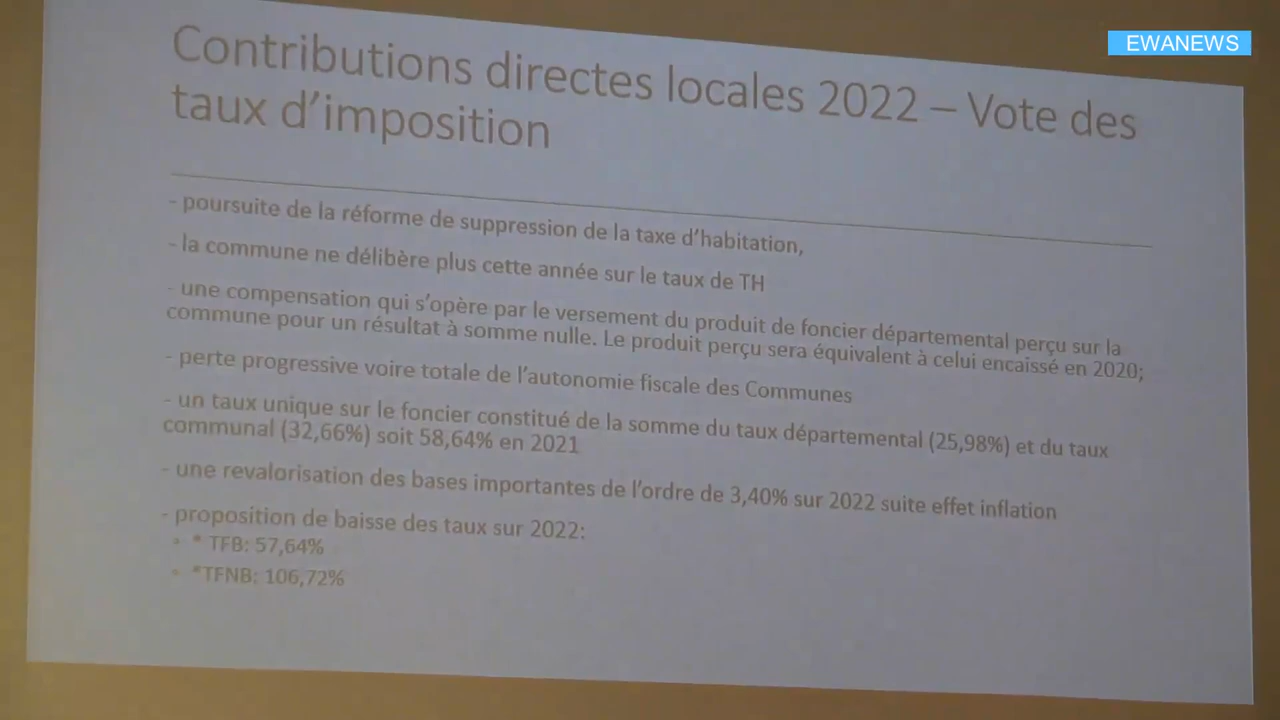 EWANEWS
Contributions directes locales 2022 – Vote des
taux d'imposition
- poursuite de la réforme de suppression de la taxe d'habitation,
- la commune ne délibère plus cette année sur le taux de TH
- une compensation qui s'opère par le versement du produit de foncier départemental perçu sur la
commune pour un résultat à somme nulle. Le produit perçu sera équivalent à celui encaissé en 2020;
- perte progressive voire totale de l'autonomie fiscale des Communes
- un taux unique sur le foncier constitué de la somme du taux départemental (25,98%) et du taux
communal (32,66%) soit 58,64% en 2021
- une revalorisation des bases importantes de l'ordre de 3,40% sur 2022 suite effet inflation
- proposition de baisse des taux sur 2022:
◦ * TFB: 57,64%
◦ *TFNB: 106,72%